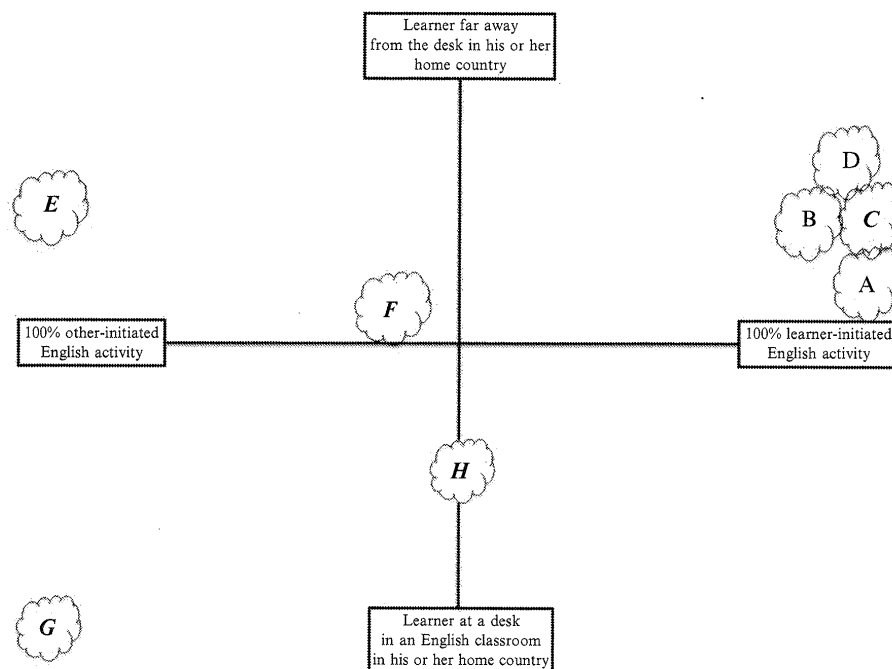 Learner far away
from the desk in his or her
home country
D
E
B
C
A
F
100% other-initiated
English activity
100% learner-initiated
English activity
H
G
Learner at a desk
in an English classroom
in his or her home country